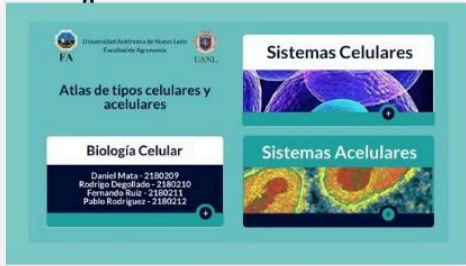 Universidad Autónoma de Nuevo León
Facultad de Agronomía
FA
UANL
Atlas de tipos celulares y
acelulares
Biología Celular
Daniel Mata - 2180209
Rodrigo Degollado - 2180210
Fernando Ruiz - 2180211
Pablo Rodriguez - 2180212
Sistemas Celulares
Sistemas Acelulares